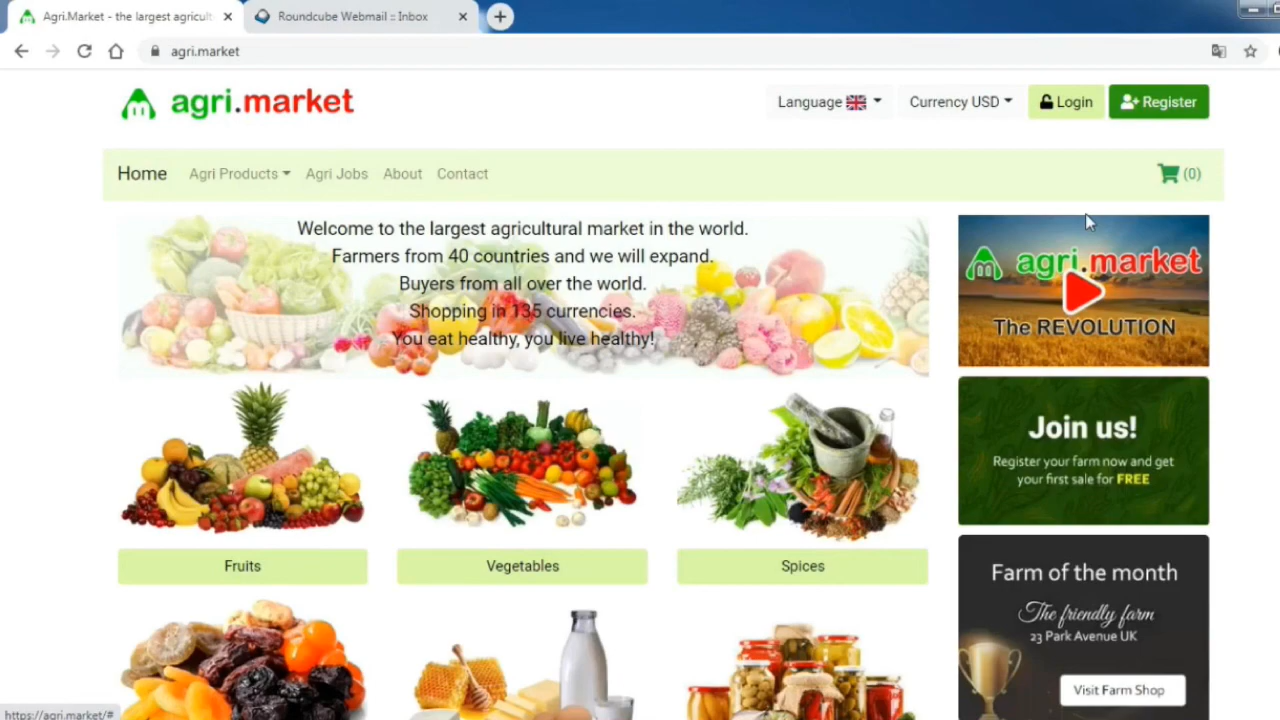 Agri.Market - the largest agricult
Roundcube Webmail :: Inbox
agri.market
agri.market
Language
Currency USD
Login
Register
Home
Agri Products
Agri Jobs
About
Contact
(0)
Welcome to the largest agricultural market in the world.
Farmers from 40 countries and we will expand.
Buyers from all over the world.
Shopping in 135 currencies.
You eat healthy, you live healthy!
agri.market
The REVOLUTION
Join us!
Register your farm now and get
your first sale for FREE
Fruits
Vegetables
Spices
Farm of the month
The friendly farm
23 Park Avenue UK
Visit Farm Shop
https://agri.market/#